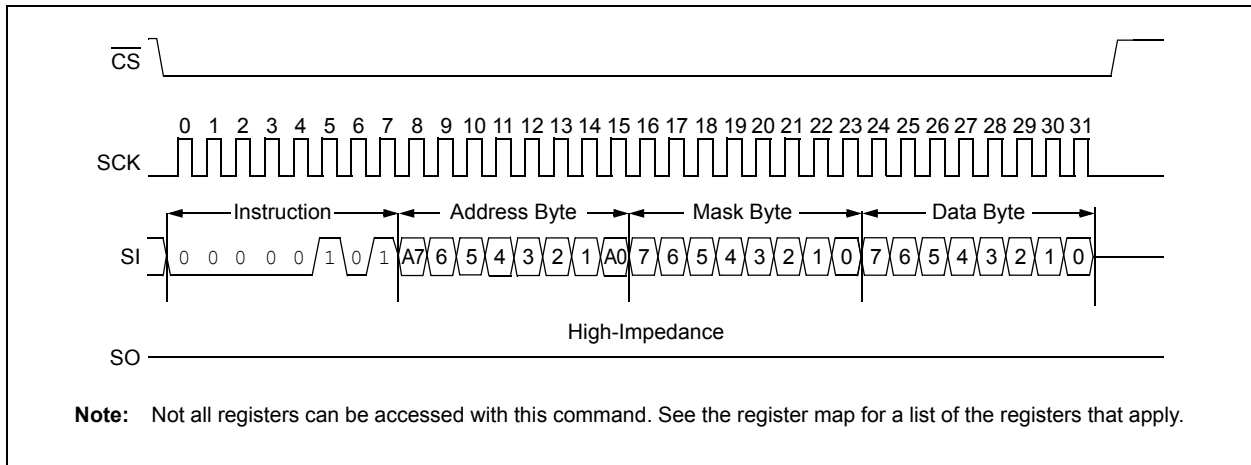 CS
0 1 2 3 4 5 6 7 8 9 10 11 12 13 14 15 16 17 18 19 20 21 22 23 24 25 26 27 28 29 30 31
SCK
Instruction Address Byte Mask Byte Data Byte
SI 0 0 0 0 0 1 0 1 A7 6 5 4 3 2 1 A0 7 6 5 4 3 2 1 0 7 6 5 4 3 2 1 0
High-Impedance
SO
Note: Not all registers can be accessed with this command. See the register map for a list of the registers that apply.